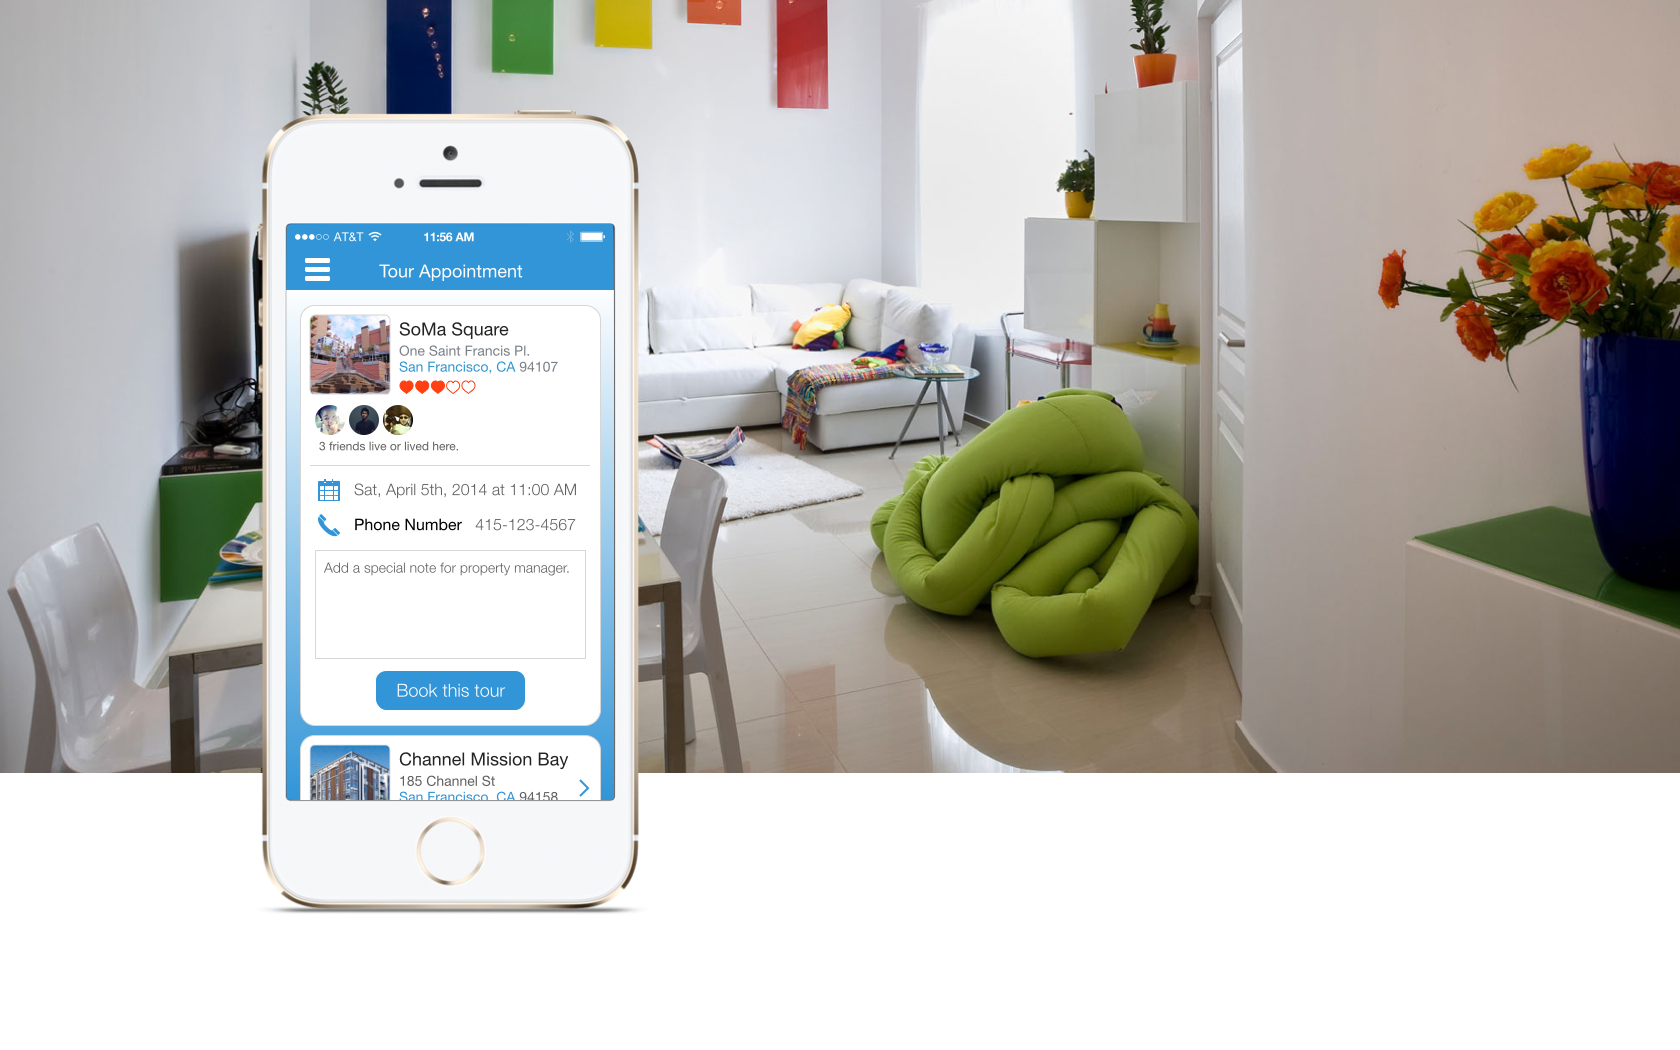 AT&T 11:56 AM
Tour Appointment
SoMa Square
One Saint Francis Pl.
San Francisco, CA 94107
3 friends live or lived here.
Sat, April 5th, 2014 at 11:00 AM
Phone Number 415-123-4567
Add a special note for property manager.
Book this tour
Channel Mission Bay
185 Channel St
San Francisco, CA 94158